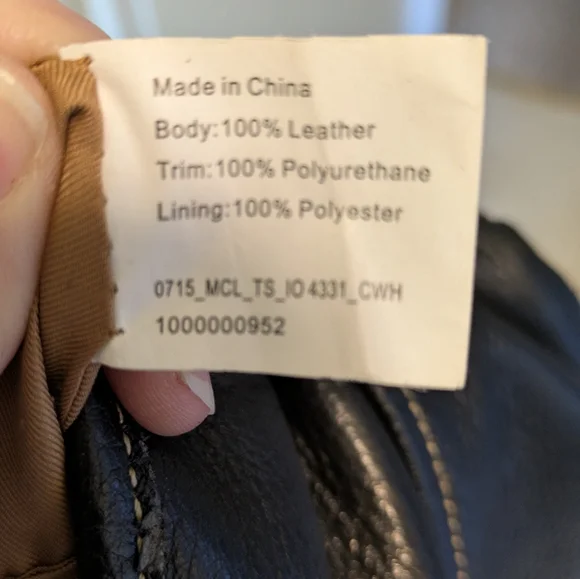 Made in China
Body:100% Leather
Trim:100% Polyurethane
Lining:100% Polyester
0715_MCL_TS_IO 4331_CWH
1000000952